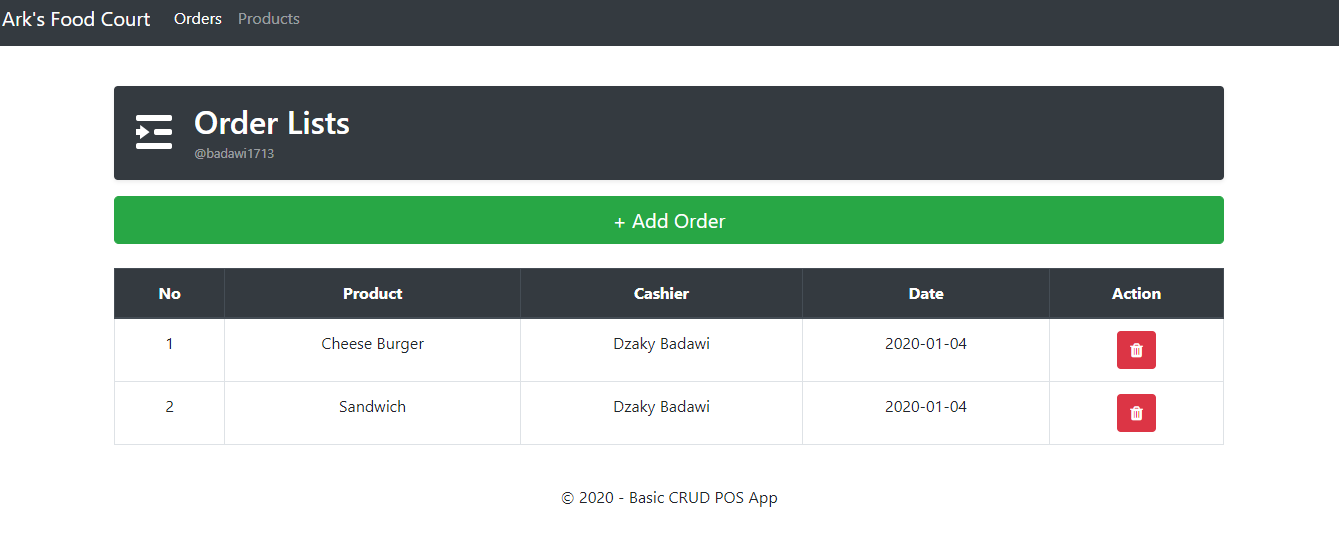 Ark's Food Court Orders Products
Order Lists
@badawi1713
+ Add Order
No Product Cashier Date Action
1 Cheese Burger Dzaky Badawi 2020-01-04
2 Sandwich Dzaky Badawi 2020-01-04
© 2020 - Basic CRUD POS App